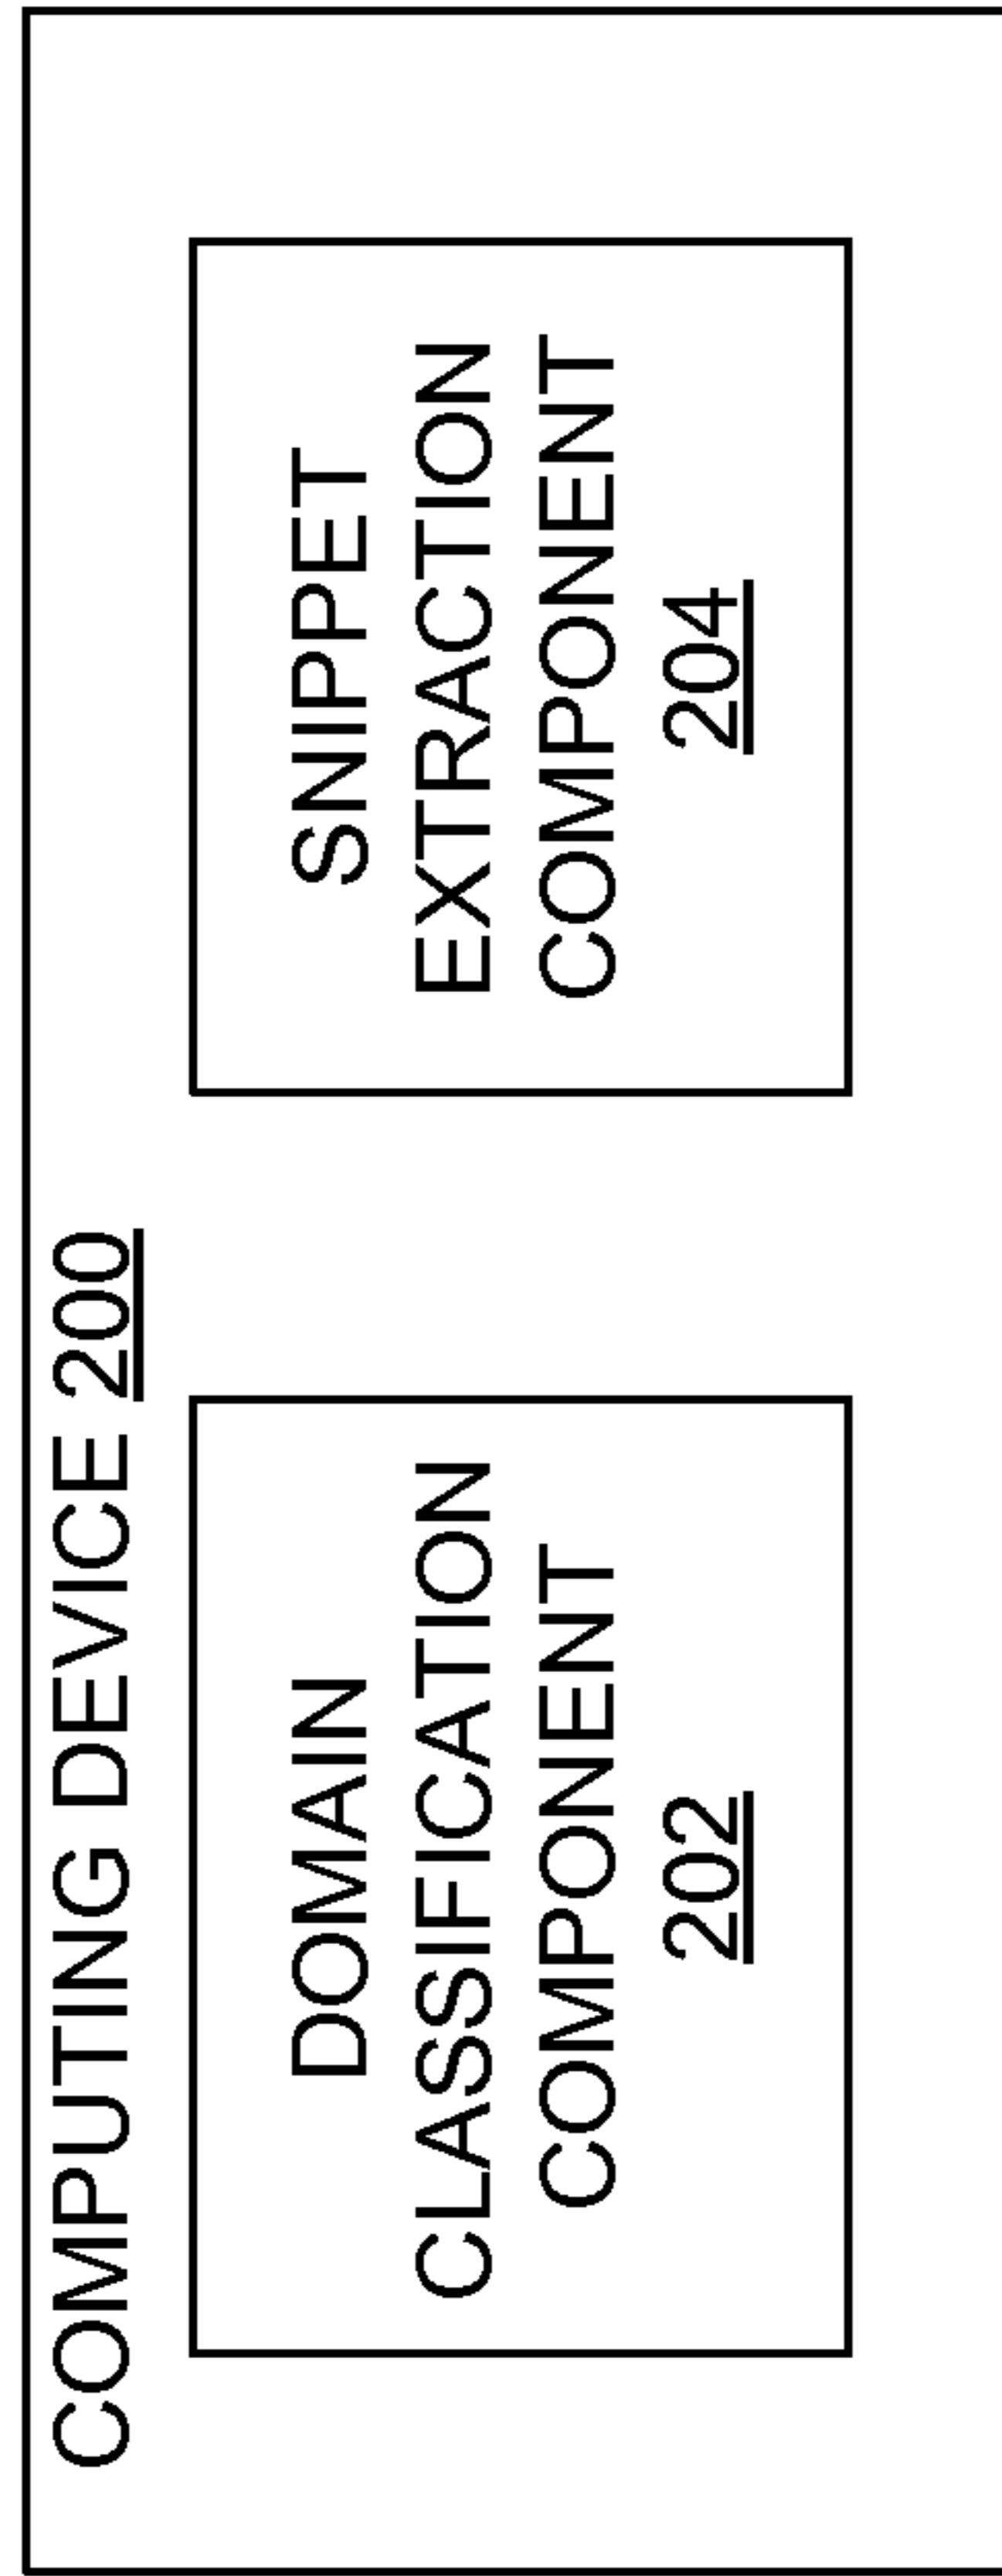 COMPUTING DEVICE 200
DOMAIN
CLASSIFICATION
COMPONENT
202
SNIPPET
EXTRACTION
COMPONENT
204